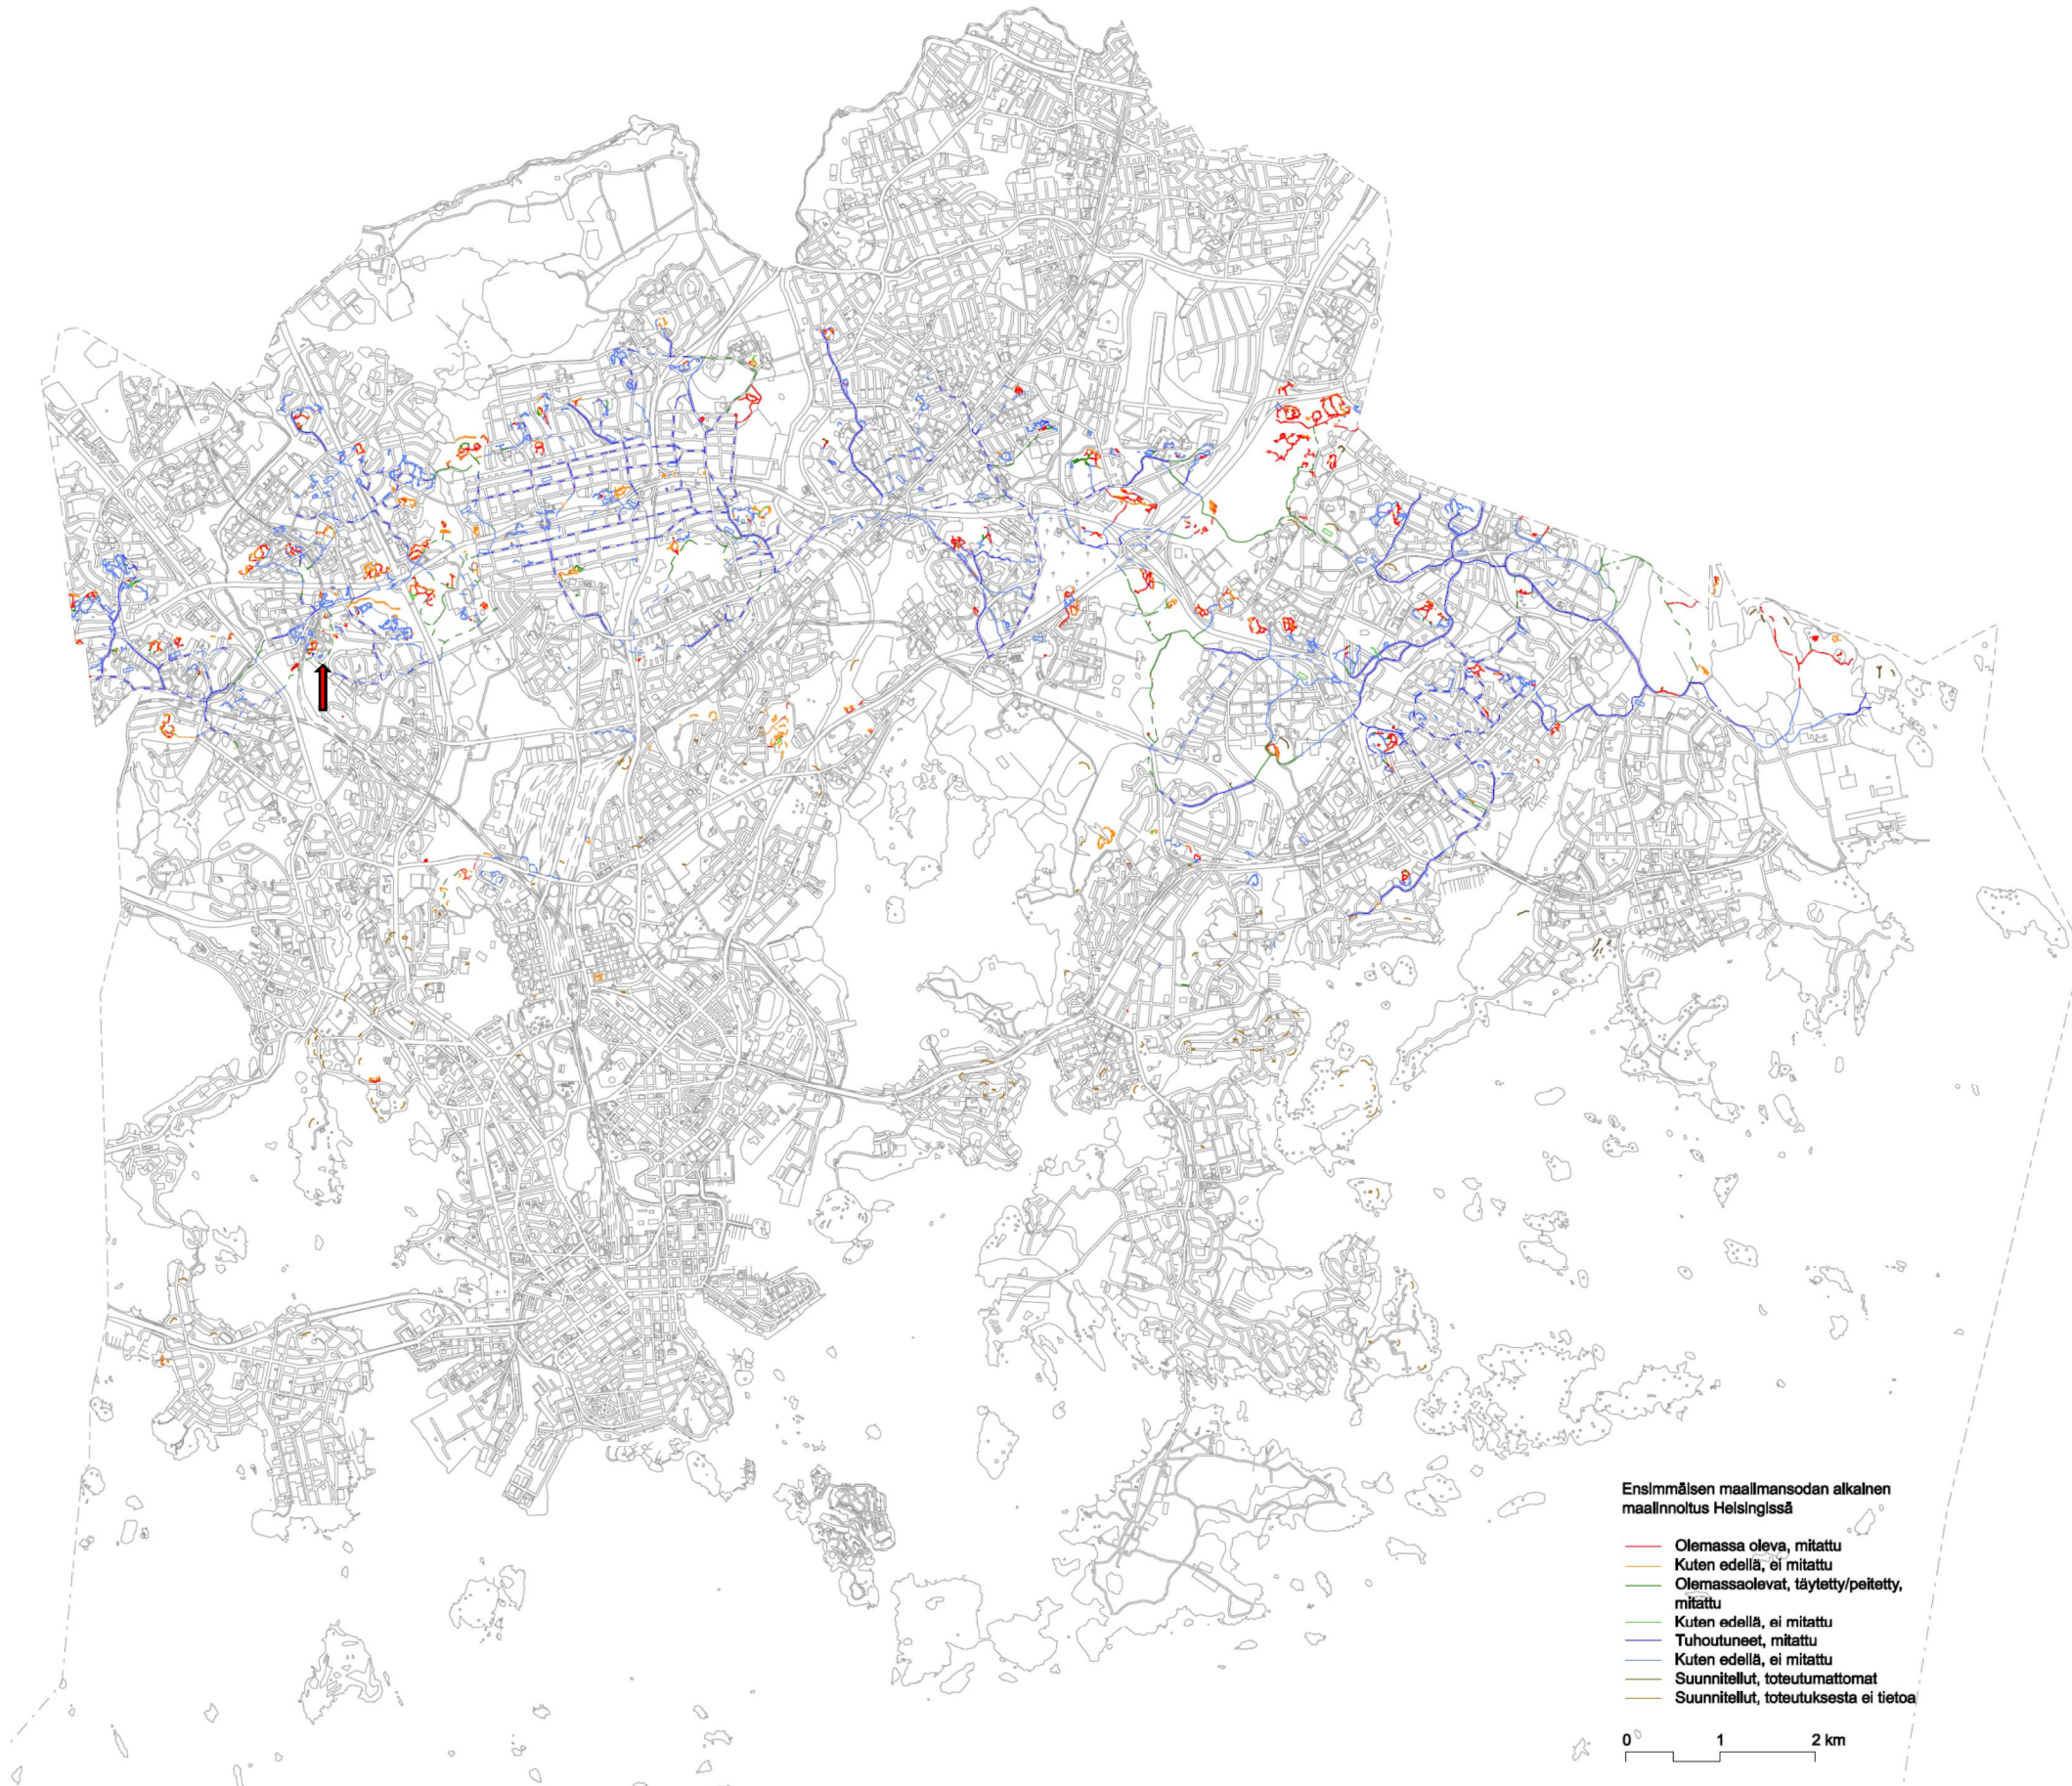 Ensimmäisen maailmansodan aikainen
maalinnoitus Helsingissä
Olemassa oleva, mitattu
Kuten edellä, ei mitattu
Olemassaolevat, täytetty/peitetty,
mitattu
Kuten edellä, ei mitattu
Tuhoutuneet, mitattu
Kuten edellä, ei mitattu
Suunnitellut, toteutumattomat
Suunnitellut, toteutuksesta ei tietoa
0 1 2 km